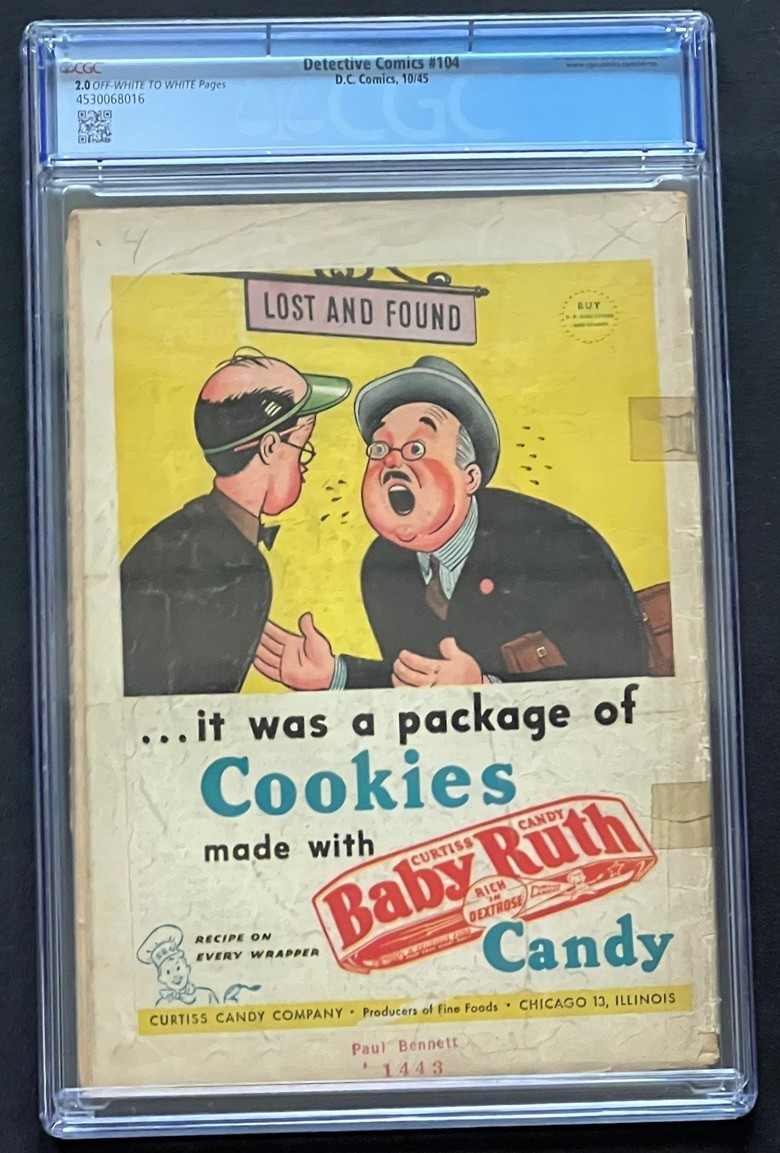 CGC
Detective Comics #104
D.C. Comics, 10/45
2.0 OFF-WHITE TO WHITE Pages
4530068016
CGC
4
X
LOST AND FOUND
BUY
...it was a package of
Cookies
made with
CURTISS CANDY
Baby Ruth
RICH
IN
DEXTROSE
Candy
RECIPE ON
EVERY WRAPPER
CURTISS CANDY COMPANY • Producers of Fine Foods • CHICAGO 13, ILLINOIS
Paul Bennett
1443